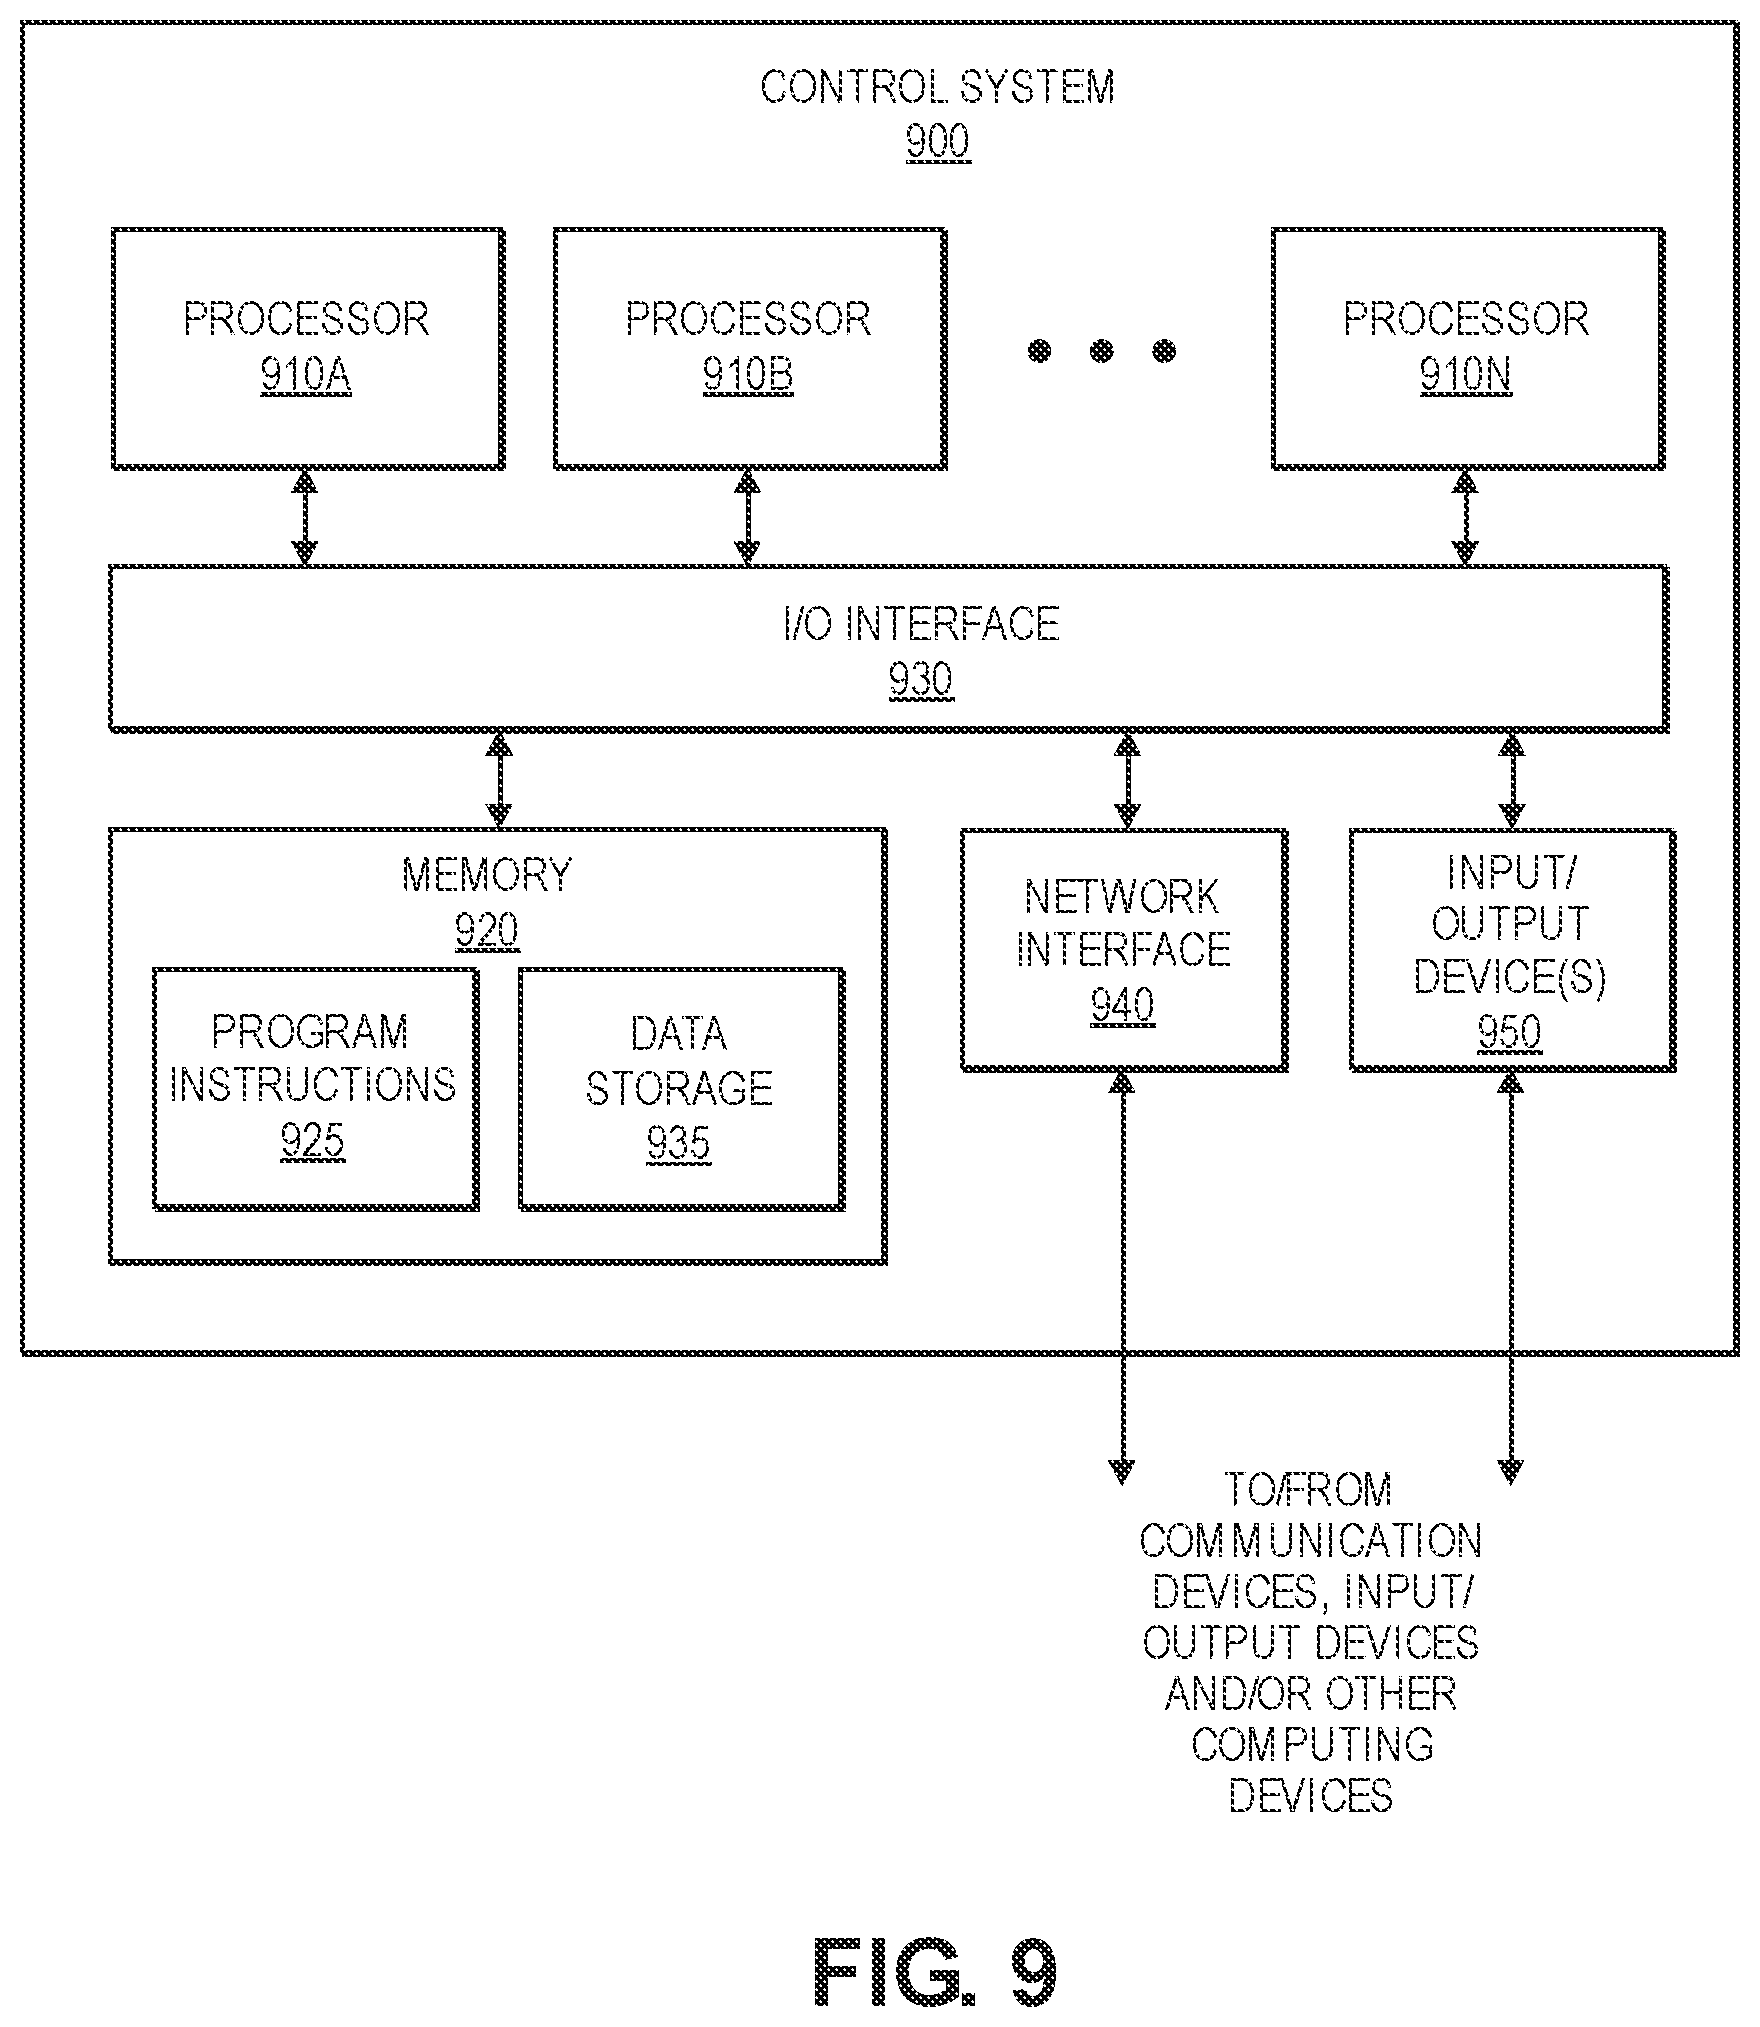 CONTROL SYSTEM
900
PROCESSOR
910A
PROCESSOR
910B
PROCESSOR
910N
I/O INTERFACE
930
MEMORY
920
PROGRAM
INSTRUCTIONS
925
DATA
STORAGE
935
NETWORK
INTERFACE
940
INPUT/
OUTPUT
DEVICE(S)
950
TO/FROM
COMMUNICATION
DEVICES, INPUT/
OUTPUT DEVICES
AND/OR OTHER
COMPUTING
DEVICES
FIG. 9